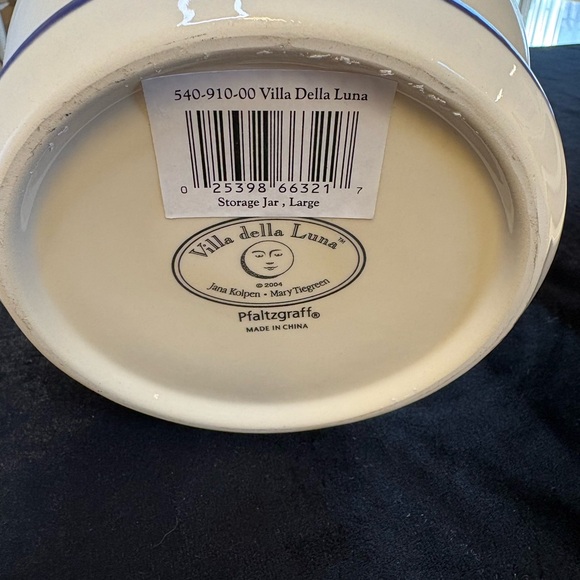 540-910-00 Villa Della Luna
0 25398 66321 7
Storage Jar , Large
Villa della Luna™
© 2004
Jana Kolpen • Mary Tiegreen
Pfaltzgraff®
MADE IN CHINA